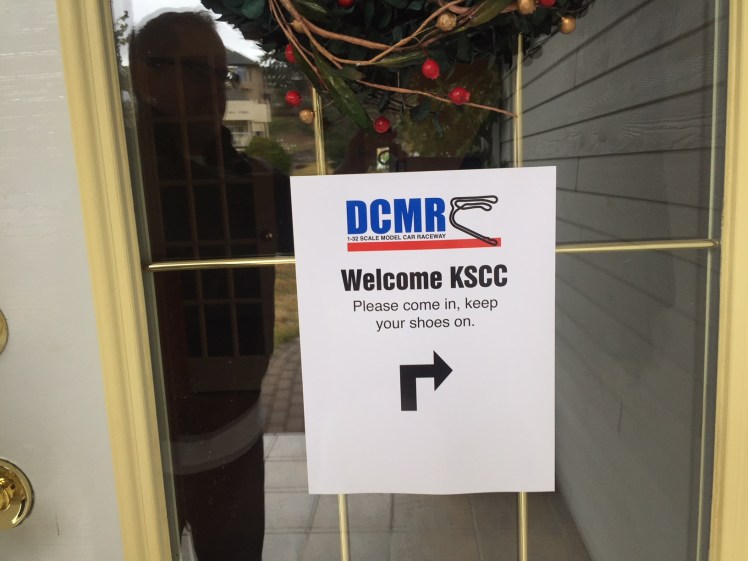 DCMR
1-32 SCALE MODEL CAR RACEWAY
Welcome KSCC
Please come in, keep
your shoes on.